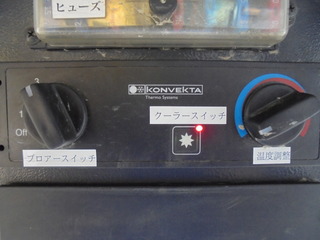 ヒューズ
3
KONVEKTA
Thermo Systems
クーラースイッチ
1
Off
ブロアースイッチ
温度調整